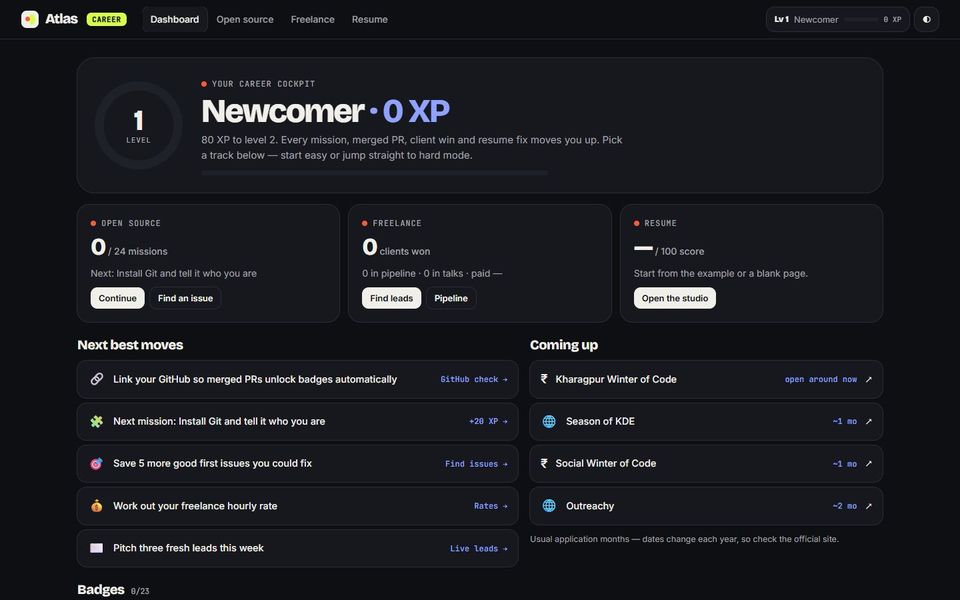 Atlas CAREER Dashboard Open source Freelance Resume Lv 1 Newcomer 0 XP
YOUR CAREER COCKPIT
Newcomer · 0 XP
1
LEVEL
80 XP to level 2. Every mission, merged PR, client win and resume fix moves you up. Pick
a track below — start easy or jump straight to hard mode.
OPEN SOURCE
0 / 24 missions
Next: Install Git and tell it who you are
Continue Find an issue
FREELANCE
0 clients won
0 in pipeline · 0 in talks · paid —
Find leads Pipeline
RESUME
— / 100 score
Start from the example or a blank page.
Open the studio
Next best moves
Link your GitHub so merged PRs unlock badges automatically GitHub check →
Next mission: Install Git and tell it who you are +20 XP →
Save 5 more good first issues you could fix Find issues →
Work out your freelance hourly rate Rates →
Pitch three fresh leads this week Live leads →
Coming up
₹ Kharagpur Winter of Code open around now ↗
Season of KDE ~1 mo ↗
₹ Social Winter of Code ~1 mo ↗
Outreachy ~2 mo ↗
Usual application months — dates change each year, so check the official site.
Badges 0/23